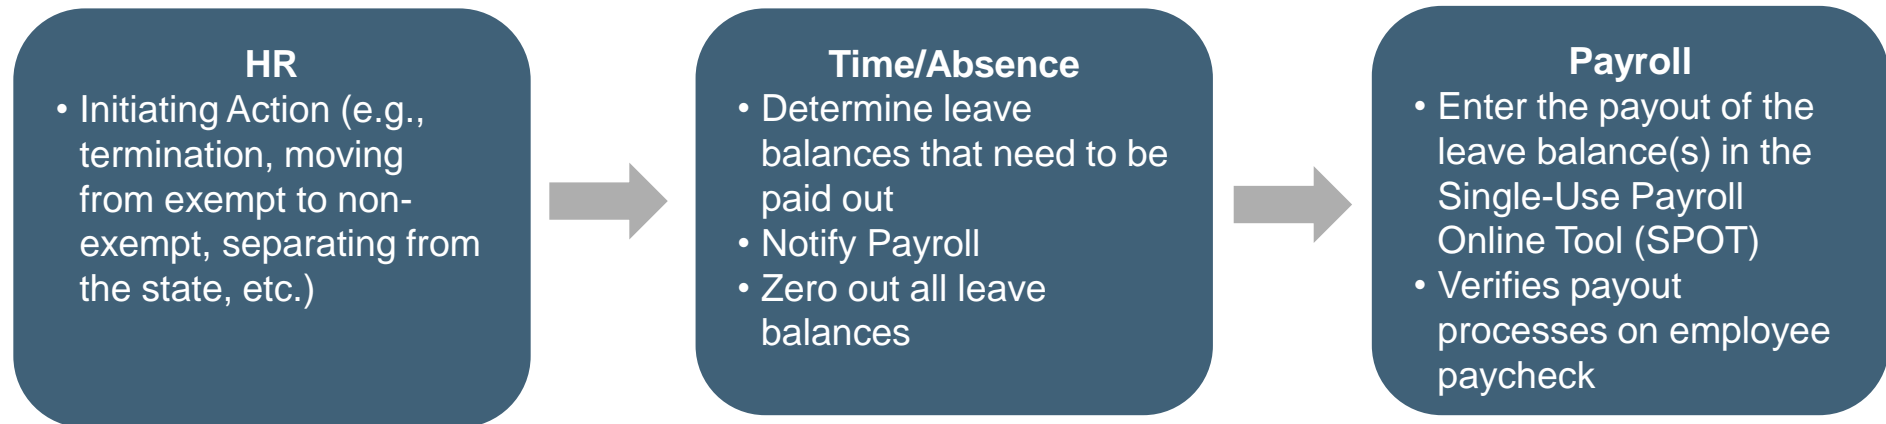 HR
• Initiating Action (e.g.,
termination, moving
from exempt to non-
exempt, separating from
the state, etc.)
Time/Absence
• Determine leave
balances that need to be
paid out
• Notify Payroll
• Zero out all leave
balances
Payroll
• Enter the payout of the
leave balance(s) in the
Single-Use Payroll
Online Tool (SPOT)
• Verifies payout
processes on employee
paycheck